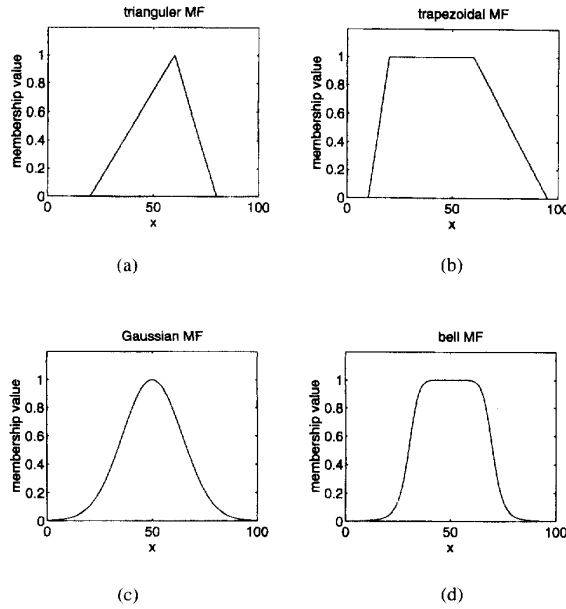 trianguler MF
membership value
1
0.8
0.6
0.4
0.2
0
0 50 100
x
(a)
trapezoidal MF
membership value
1
0.8
0.6
0.4
0.2
0
0 50 100
x
(b)
Gaussian MF
membership value
1
0.8
0.6
0.4
0.2
0
0 50 100
x
(c)
bell MF
membership value
1
0.8
0.6
0.4
0.2
0
0 50 100
x
(d)